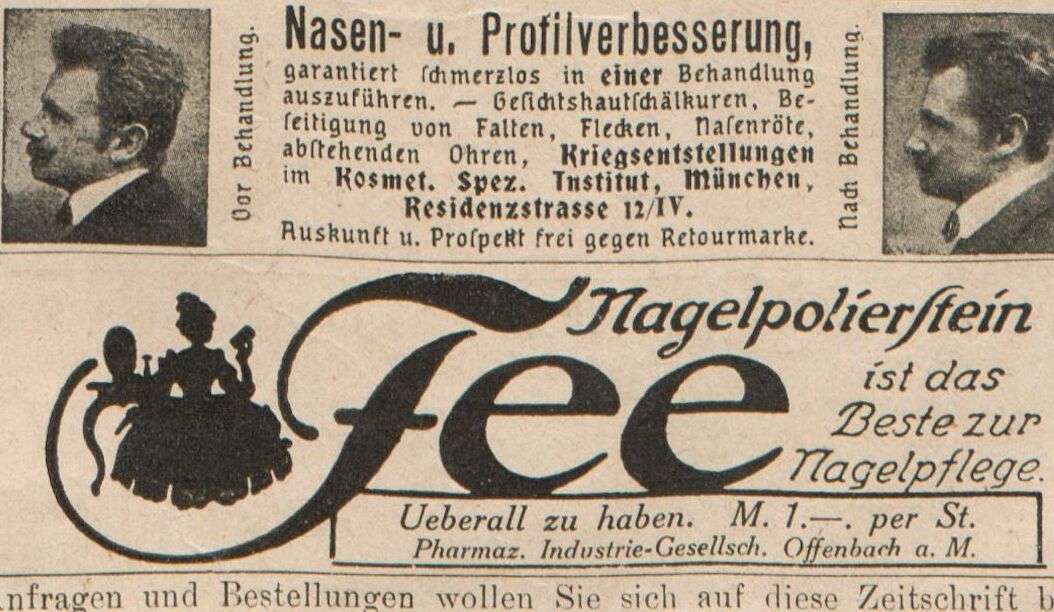 Vor Behandlung.
Nasen- u. Profilverbesserung,
garantiert schmerzlos in einer Behandlung
auszuführen. — Gesichtshautschälkuren, Be-
seitigung von Falten, Flecken, Nasenröte,
abstehenden Ohren, Kriegsentstellungen
im Kosmet. Spez. Institut, München,
Residenzstrasse 12/IV.
Auskunft u. Prospekt frei gegen Retourmarke.
Nach Behandlung.
Fee
Nagelpolierstein
ist das
Beste zur
Nagelpflege.
Ueberall zu haben. M. 1.—. per St.
Pharmaz. Industrie-Gesellsch. Offenbach a. M.
nfragen und Bestellungen wollen Sie sich auf diese Zeitschrift b